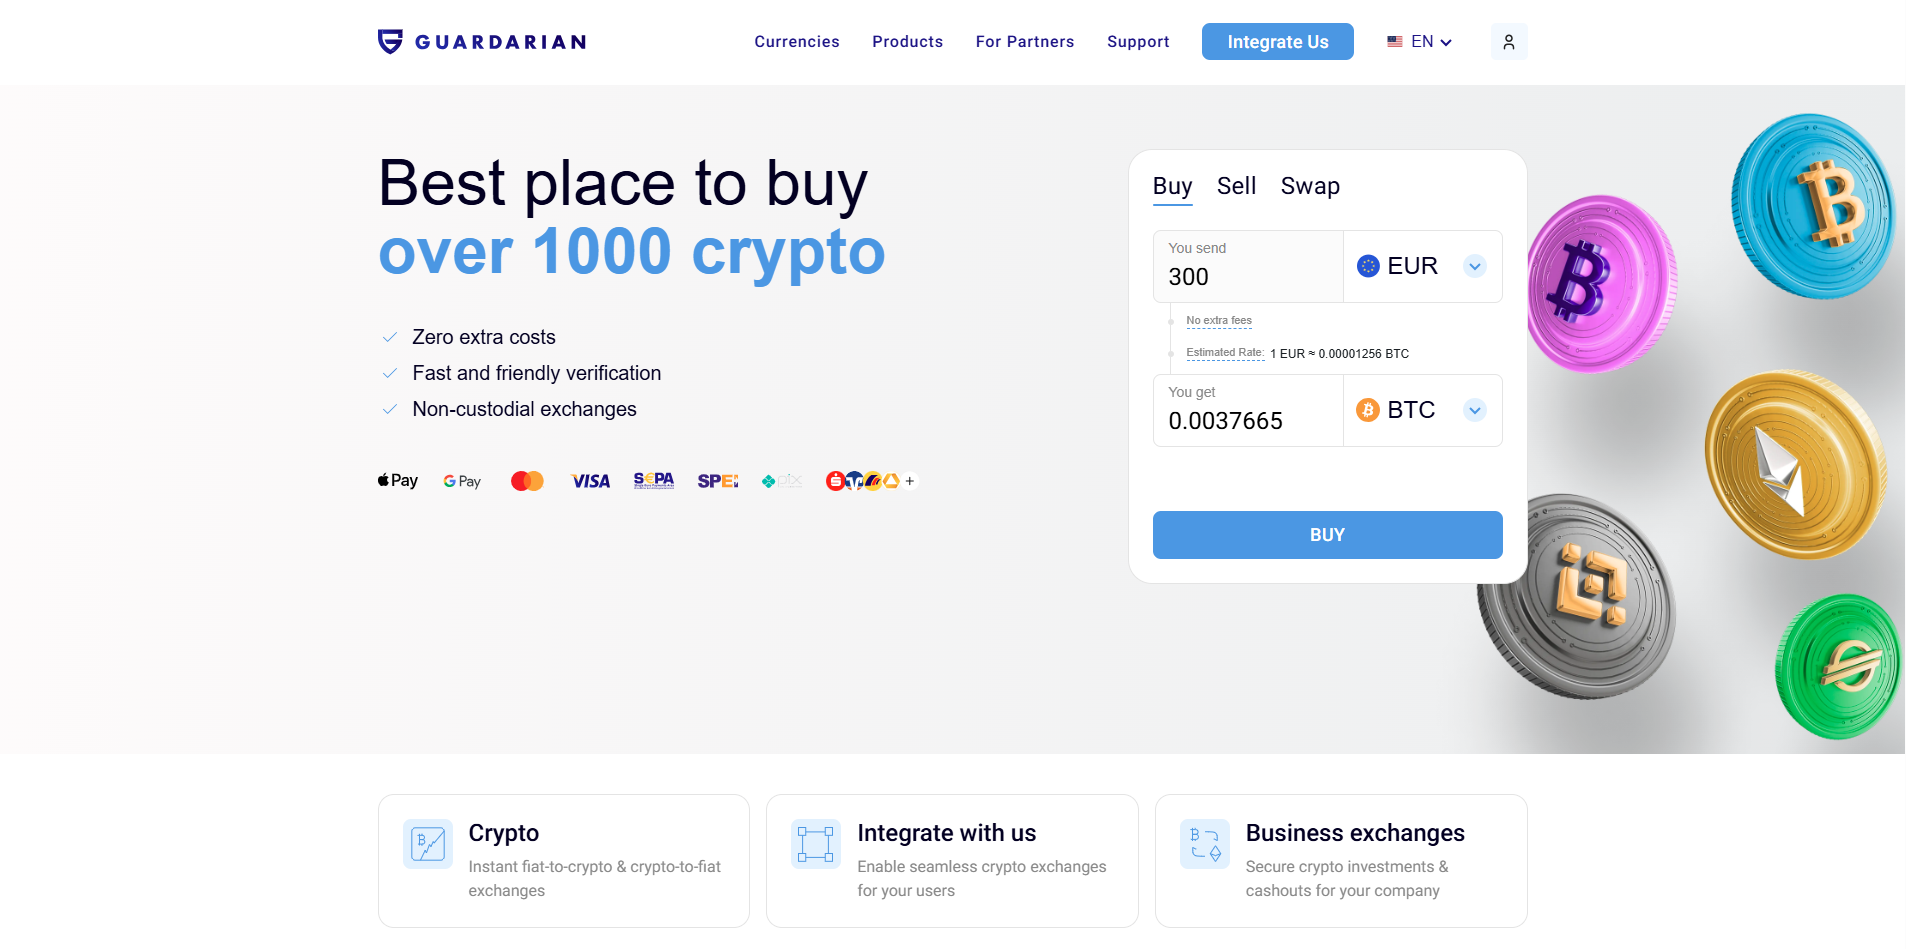 GUARDARIAN
Currencies
Products
For Partners
Support
Integrate Us
EN
Best place to buy
over 1000 crypto
Zero extra costs
Fast and friendly verification
Non-custodial exchanges
Pay
G Pay
VISA
SEPA
SPEI
pix
+
Buy Sell Swap
You send
300
EUR
No extra fees
Estimated Rate: 1 EUR ≈ 0.00001256 BTC
You get
0.0037665
BTC
BUY
Crypto
Instant fiat-to-crypto & crypto-to-fiat
exchanges
Integrate with us
Enable seamless crypto exchanges
for your users
Business exchanges
Secure crypto investments &
cashouts for your company